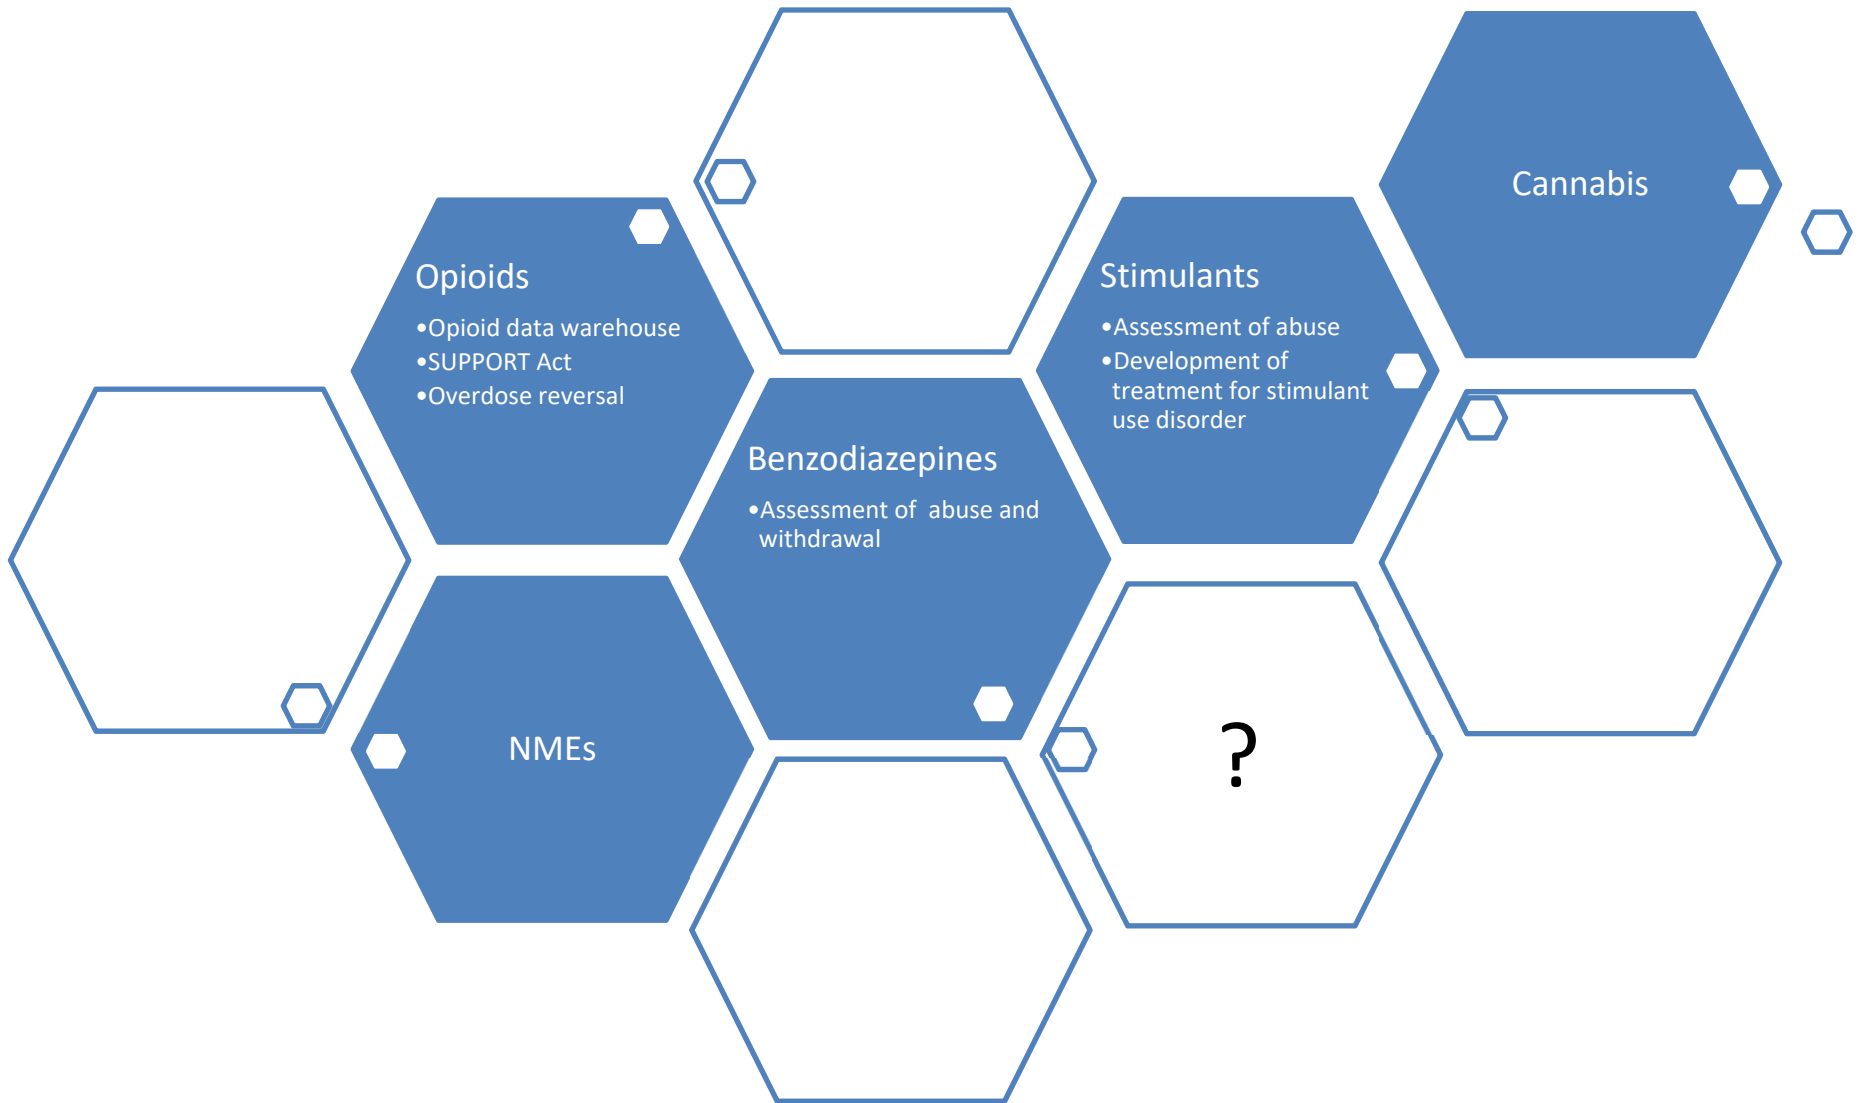 Cannabis
Opioids
•Opioid data warehouse
•SUPPORT Act
•Overdose reversal
Stimulants
•Assessment of abuse
•Development of
treatment for stimulant
use disorder
Benzodiazepines
•Assessment of  abuse and
withdrawal
NMEs
?